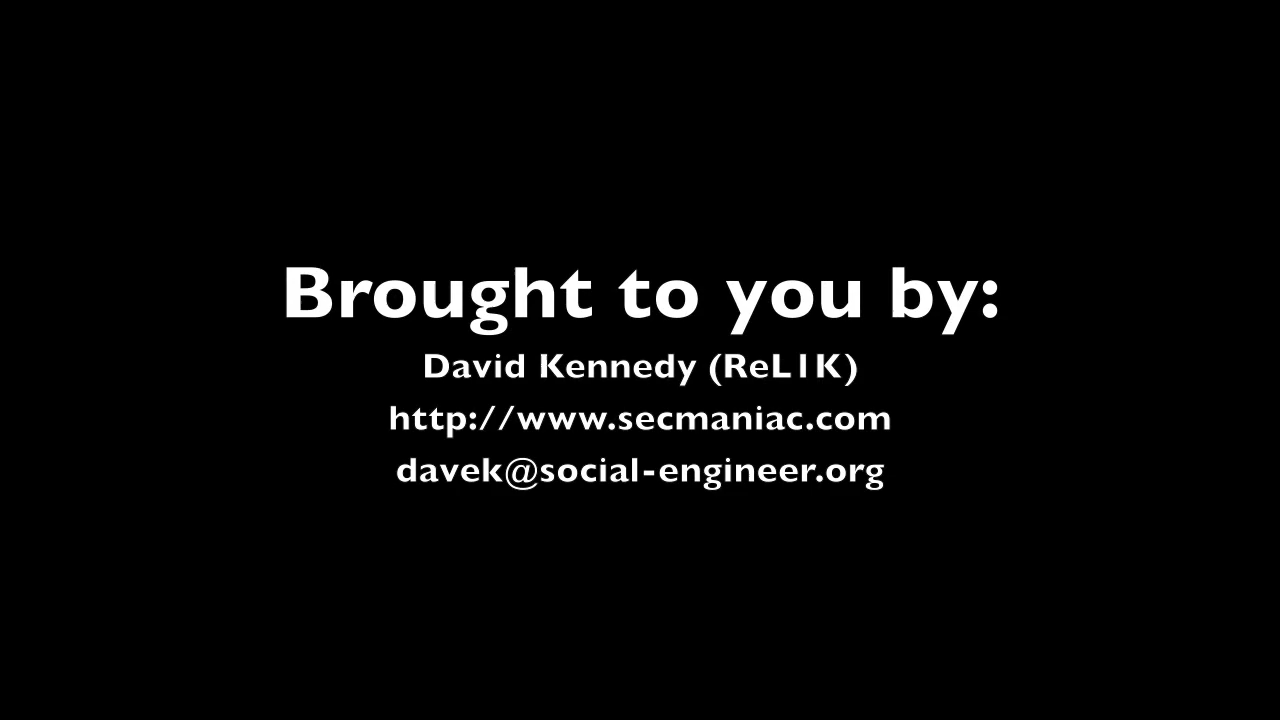 Brought to you by:
David Kennedy (ReL1K)
http://www.secmaniac.com
davek@social-engineer.org